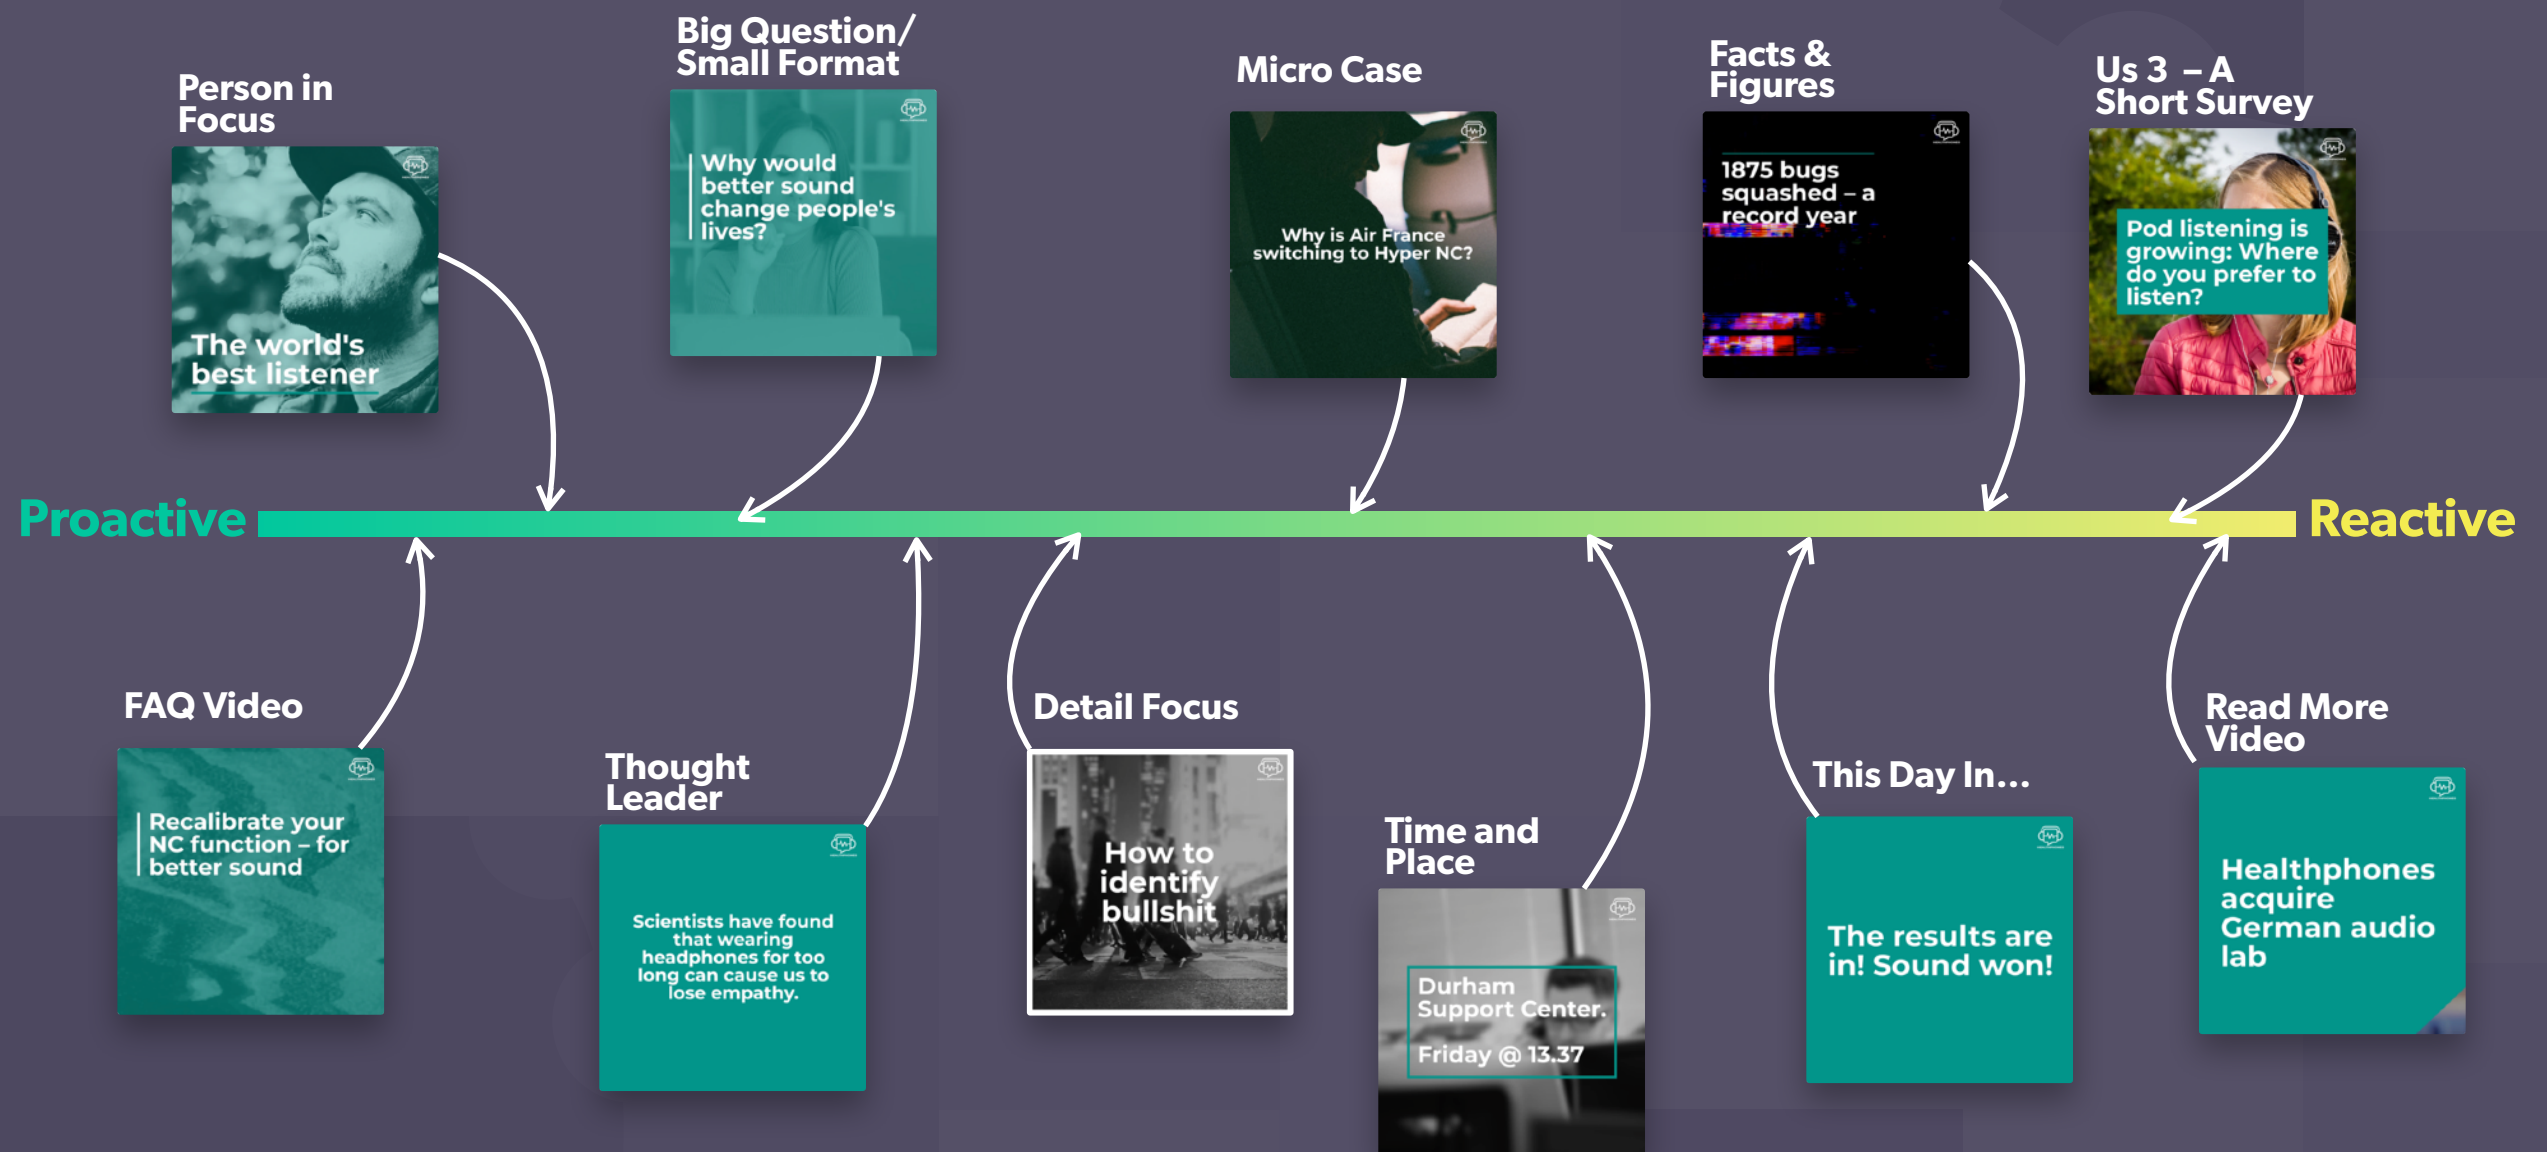 Person in
Focus
The world's
best listener
Big Question/
Small Format
Why would
better sound
change people's
lives?
Micro Case
Why is Air France
switching to Hyper NC?
Facts &
Figures
1875 bugs
squashed – a
record year
Us 3 – A
Short Survey
Pod listening is
growing: Where
do you prefer to
listen?
Proactive
Reactive
FAQ Video
Recalibrate your
NC function – for
better sound
Thought
Leader
Scientists have found
that wearing
headphones for too
long can cause us to
lose empathy.
Detail Focus
How to
identify
bullshit
Time and
Place
Durham
Support Center.
Friday @ 13.37
This Day In...
The results are
in! Sound won!
Read More
Video
Healthphones
acquire
German audio
lab